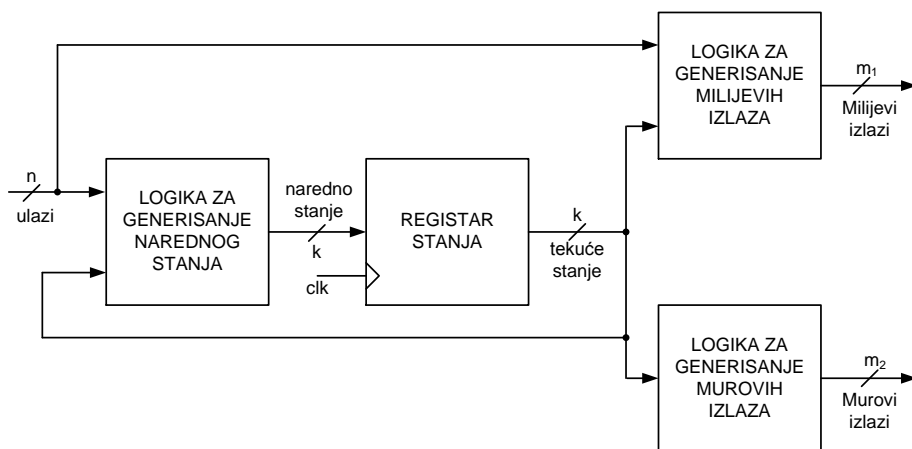 LOGIKA ZA
GENERISANJE
MILIJEVIH
IZLAZA
m₁
Milijevi
izlazi
n
ulazi
LOGIKA ZA
GENERISANJE
NAREDNOG
STANJA
naredno
stanje
k
clk
REGISTAR
STANJA
k
tekuće
stanje
LOGIKA ZA
GENERISANJE
MUROVIH
IZLAZA
m₂
Murovi
izlazi